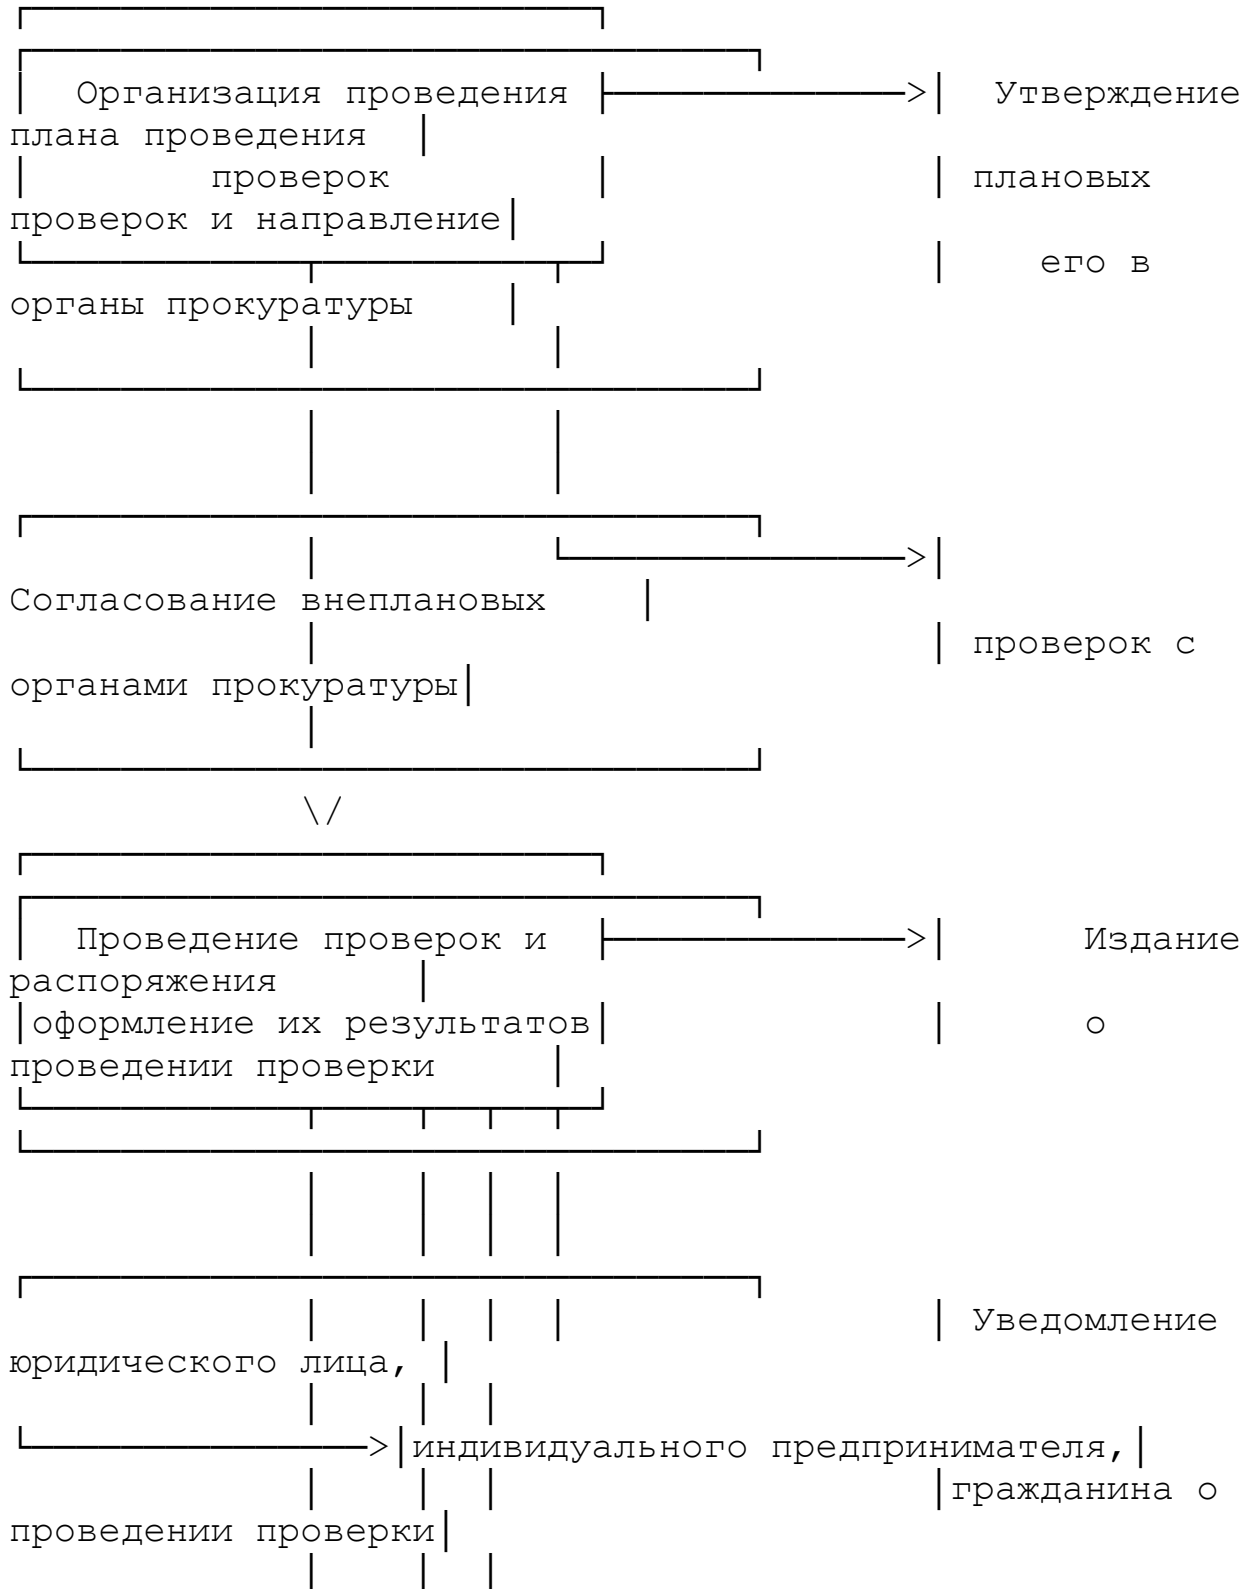 Организация проведения Утверждение
плана проведения
проверок плановых
проверок и направление
его в
органы прокуратуры
Согласование внеплановых
проверок с
органами прокуратуры
Проведение проверок и Издание
распоряжения
оформление их результатов о
проведении проверки
Уведомление
юридического лица,
индивидуального предпринимателя,
гражданина о
проведении проверки